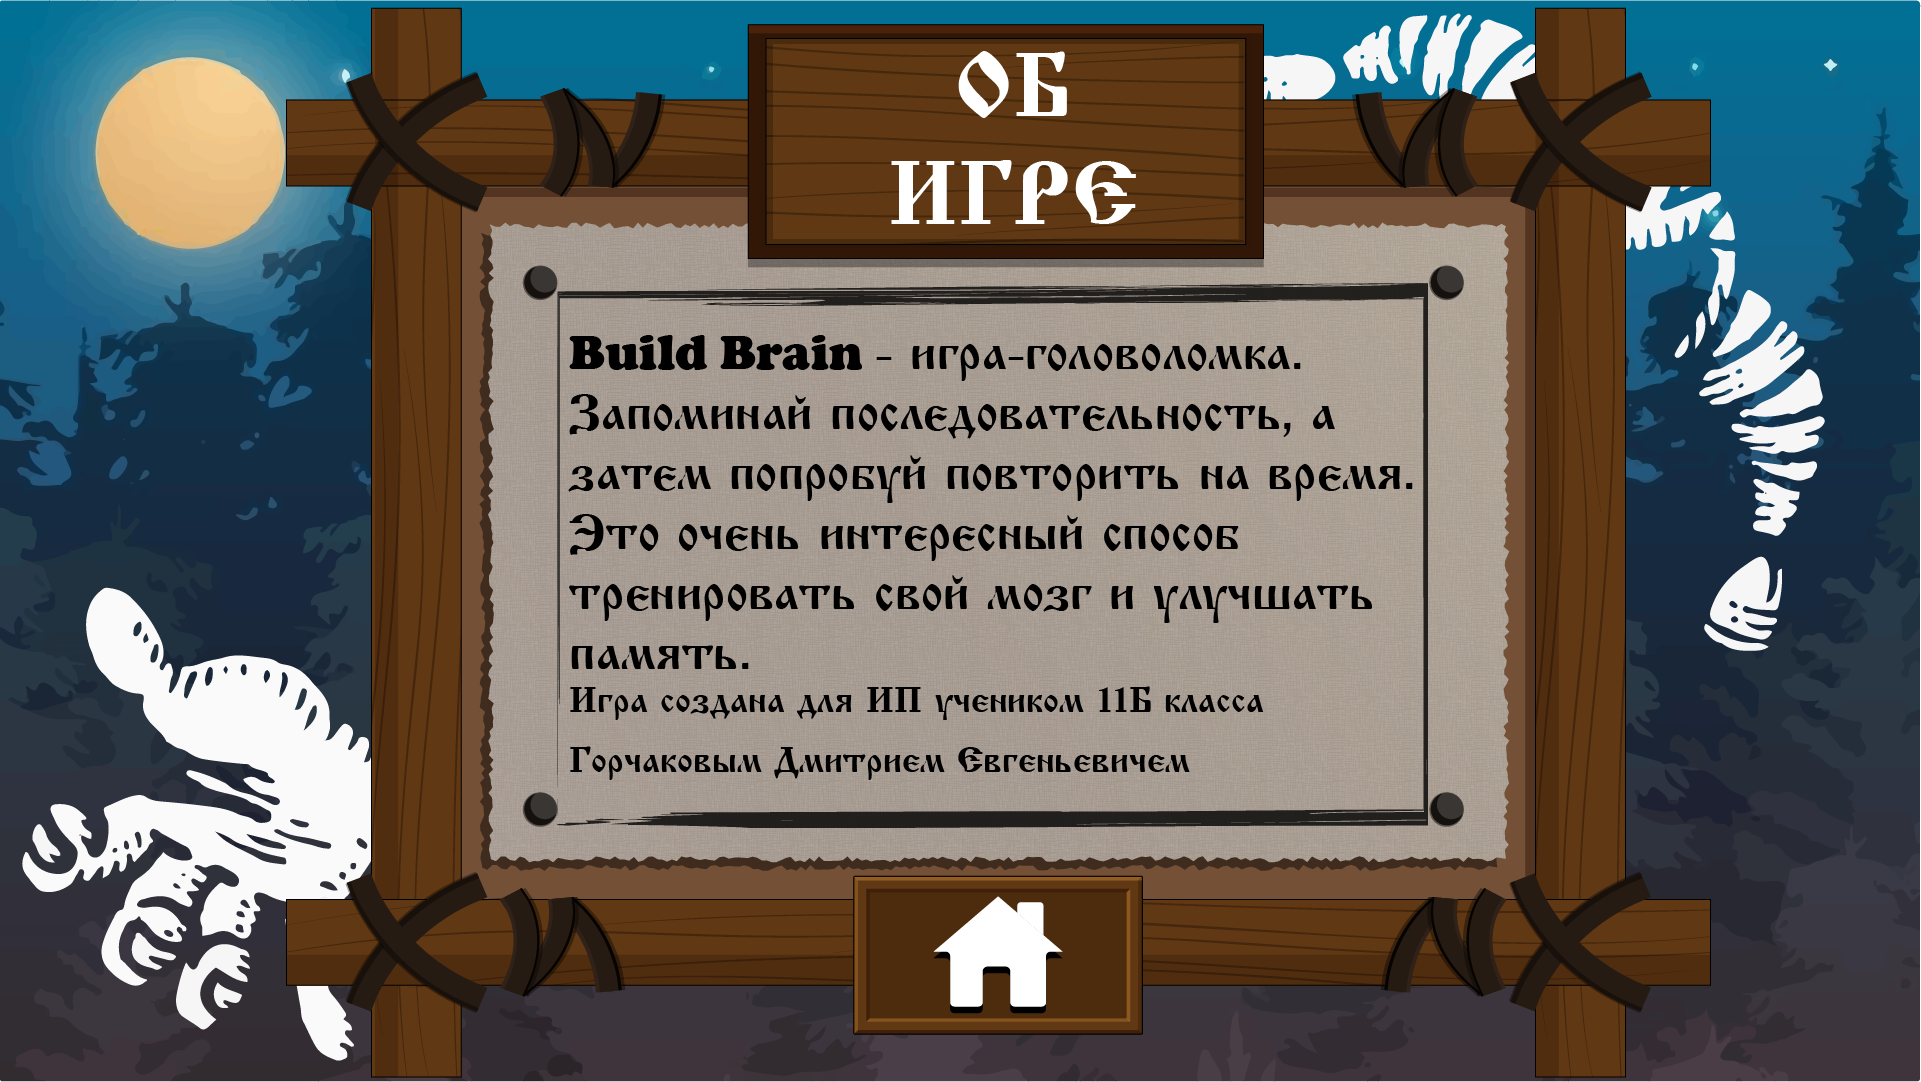 ОБ
ИГРЕ
Build Brain - игра-головоломка.
Запоминай последовательность, а
затем попробуй повторить на время.
Это очень интересный способ
тренировать свой мозг и улучшать
память.
Игра создана для ИП учеником 11Б класса
Горчаковым Дмитрием Евгеньевичем